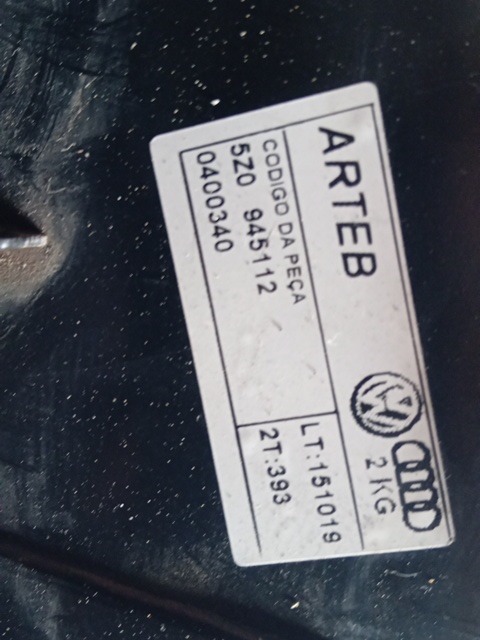 ARTEB
2 KG
CODIGO DA PEÇA
5Z0 945112
0400340
LT:151019
2T:393